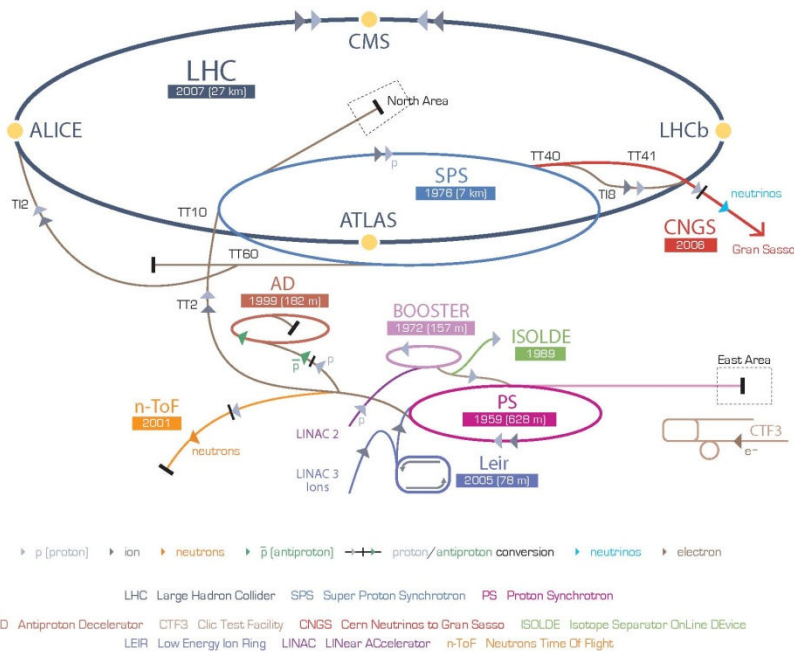 CMS
LHC
2007 (27 km)
North Area
ALICE
LHCb
TT40
TT41
p
SPS
1976 (7 km)
TI8
neutrinos
TI2
TT10
ATLAS
CNGS
2006
Gran Sasso
TT60
AD
1999 (182 m)
TT2
BOOSTER
1972 (157 m)
ISOLDE
1989
East Area
p̅
p
n-ToF
2001
PS
1959 (628 m)
CTF3
neutrons
LINAC 2
p
e-
LINAC 3
Ions
Leir
2005 (78 m)
p (proton) ion neutrons p̅ (antiproton) proton/antiproton conversion neutrinos electron
LHC Large Hadron Collider SPS Super Proton Synchrotron PS Proton Synchrotron
D Antiproton Decelerator CTF3 Clic Test Facility CNGS Cern Neutrinos to Gran Sasso ISOLDE Isotope Separator OnLine DEvice
LEIR Low Energy Ion Ring LINAC LINear ACcelerator n-ToF Neutrons Time Of Flight